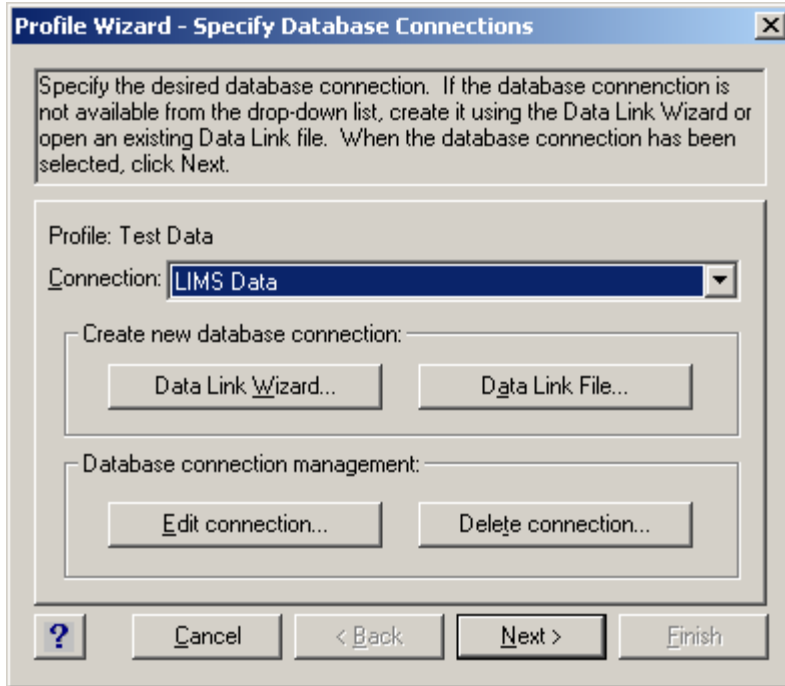 Profile Wizard - Specify Database Connections
Specify the desired database connection. If the database connenction is
not available from the drop-down list, create it using the Data Link Wizard or
open an existing Data Link file. When the database connection has been
selected, click Next.
Profile: Test Data
Connection: LIMS Data
Create new database connection:
Data Link Wizard... Data Link File...
Database connection management:
Edit connection... Delete connection...
? Cancel < Back Next > Finish